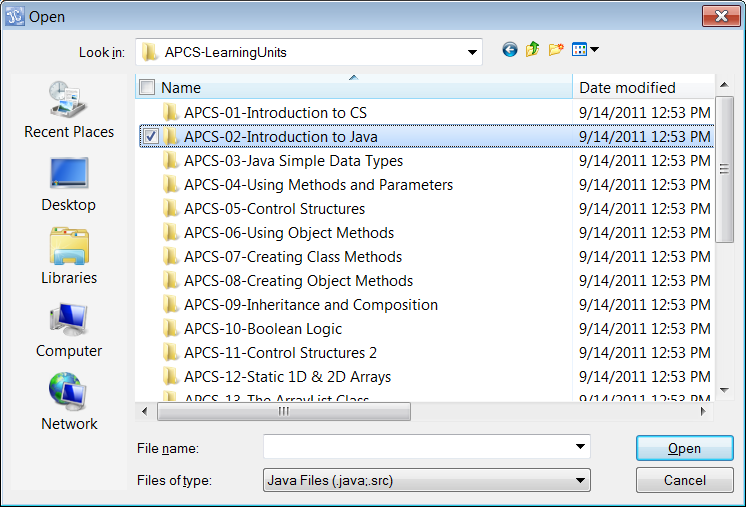 Open
Look in: APCS-LearningUnits
Name Date modified
APCS-01-Introduction to CS 9/14/2011 12:53 PM
APCS-02-Introduction to Java 9/14/2011 12:53 PM
APCS-03-Java Simple Data Types 9/14/2011 12:53 PM
APCS-04-Using Methods and Parameters 9/14/2011 12:53 PM
APCS-05-Control Structures 9/14/2011 12:53 PM
APCS-06-Using Object Methods 9/14/2011 12:53 PM
APCS-07-Creating Class Methods 9/14/2011 12:53 PM
APCS-08-Creating Object Methods 9/14/2011 12:53 PM
APCS-09-Inheritance and Composition 9/14/2011 12:53 PM
APCS-10-Boolean Logic 9/14/2011 12:53 PM
APCS-11-Control Structures 2 9/14/2011 12:53 PM
APCS-12-Static 1D & 2D Arrays 9/14/2011 12:53 PM
APCS-13-The ArrayList Class 9/14/2011 12:53 PM
Recent Places
Desktop
Libraries
Computer
Network
File name: Open
Files of type: Java Files (.java;.src) Cancel